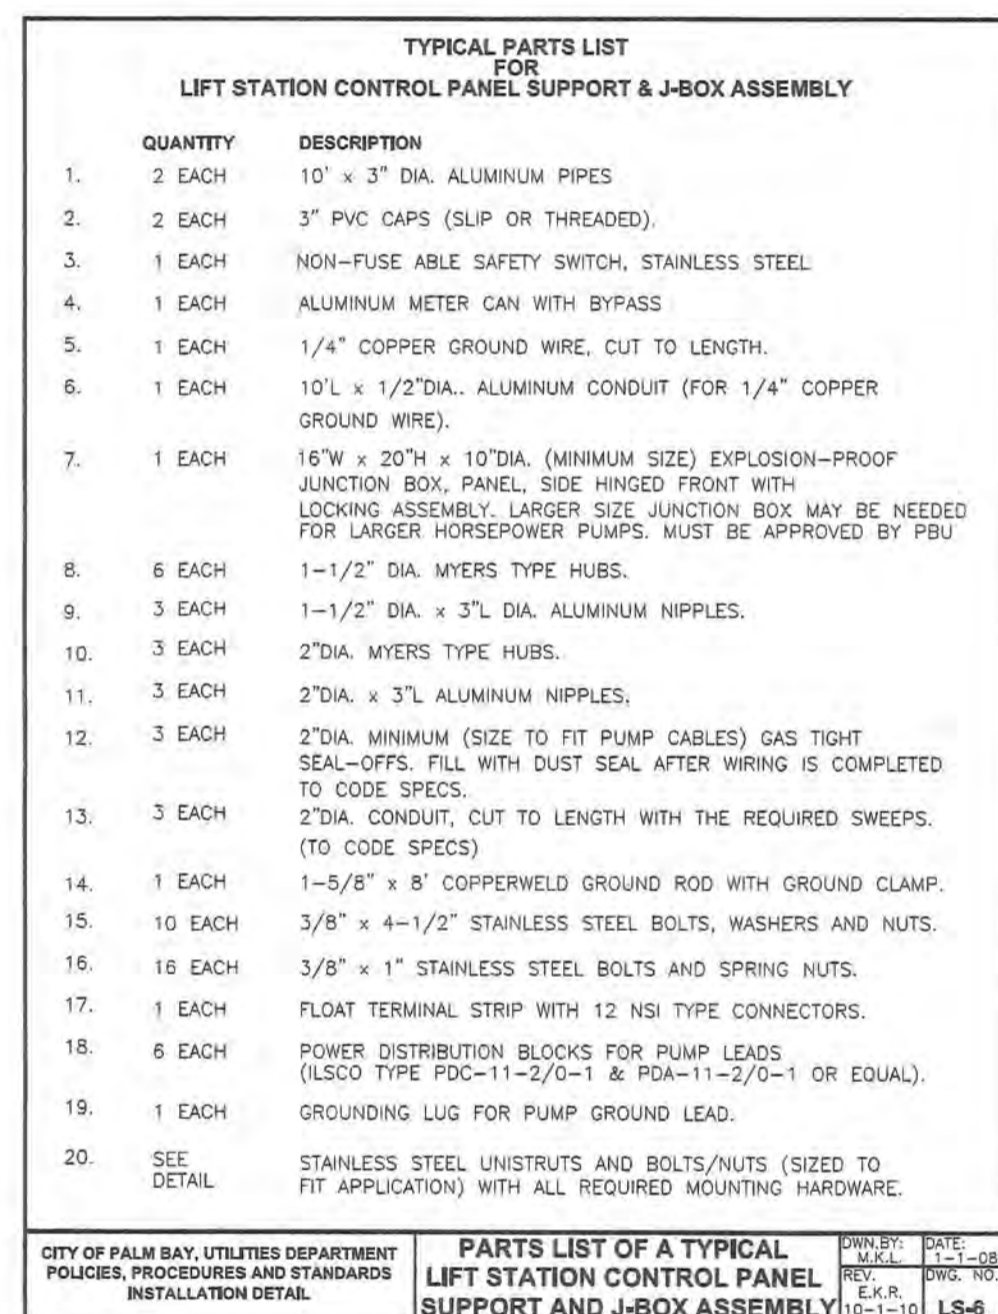 TYPICAL PARTS LIST
FOR
LIFT STATION CONTROL PANEL SUPPORT & J-BOX ASSEMBLY
QUANTITY DESCRIPTION
1. 2 EACH 10' x 3" DIA. ALUMINUM PIPES
2. 2 EACH 3" PVC CAPS (SLIP OR THREADED).
3. 1 EACH NON-FUSE ABLE SAFETY SWITCH, STAINLESS STEEL
4. 1 EACH ALUMINUM METER CAN WITH BYPASS
5. 1 EACH 1/4" COPPER GROUND WIRE, CUT TO LENGTH.
6. 1 EACH 10'L x 1/2"DIA.. ALUMINUM CONDUIT (FOR 1/4" COPPER
GROUND WIRE).
7. 1 EACH 16"W x 20"H x 10"DIA. (MINIMUM SIZE) EXPLOSION-PROOF
JUNCTION BOX, PANEL, SIDE HINGED FRONT WITH
LOCKING ASSEMBLY. LARGER SIZE JUNCTION BOX MAY BE NEEDED
FOR LARGER HORSEPOWER PUMPS. MUST BE APPROVED BY PBU
8. 6 EACH 1-1/2" DIA. MYERS TYPE HUBS.
9. 3 EACH 1-1/2" DIA. x 3"L DIA. ALUMINUM NIPPLES.
10. 3 EACH 2"DIA. MYERS TYPE HUBS.
11. 3 EACH 2"DIA. x 3"L ALUMINUM NIPPLES.
12. 3 EACH 2"DIA. MINIMUM (SIZE TO FIT PUMP CABLES) GAS TIGHT
SEAL-OFFS. FILL WITH DUST SEAL AFTER WIRING IS COMPLETED
TO CODE SPECS.
13. 3 EACH 2"DIA. CONDUIT, CUT TO LENGTH WITH THE REQUIRED SWEEPS.
(TO CODE SPECS)
14. 1 EACH 1-5/8" x 8' COPPERWELD GROUND ROD WITH GROUND CLAMP.
15. 10 EACH 3/8" x 4-1/2" STAINLESS STEEL BOLTS, WASHERS AND NUTS.
16. 16 EACH 3/8" x 1" STAINLESS STEEL BOLTS AND SPRING NUTS.
17. 1 EACH FLOAT TERMINAL STRIP WITH 12 NSI TYPE CONNECTORS.
18. 6 EACH POWER DISTRIBUTION BLOCKS FOR PUMP LEADS
(ILSCO TYPE PDC-11-2/0-1 & PDA-11-2/0-1 OR EQUAL).
19. 1 EACH GROUNDING LUG FOR PUMP GROUND LEAD.
20. SEE DETAIL STAINLESS STEEL UNISTRUTS AND BOLTS/NUTS (SIZED TO
FIT APPLICATION) WITH ALL REQUIRED MOUNTING HARDWARE.
CITY OF PALM BAY, UTILITIES DEPARTMENT
POLICIES, PROCEDURES AND STANDARDS
INSTALLATION DETAIL
PARTS LIST OF A TYPICAL
LIFT STATION CONTROL PANEL
SUPPORT AND J-BOX ASSEMBLY
DWN.BY: M.K.L.
DATE: 1-1-08
REV. E.K.R. 10-1-10
DWG. NO. LS-6